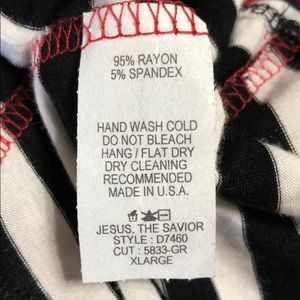 95% RAYON
5% SPANDEX
HAND WASH COLD
DO NOT BLEACH
HANG / FLAT DRY
DRY CLEANING
RECOMMENDED
MADE IN U.S.A.
JESUS, THE SAVIOR
STYLE : D7460
CUT : 5833-GR
XLARGE